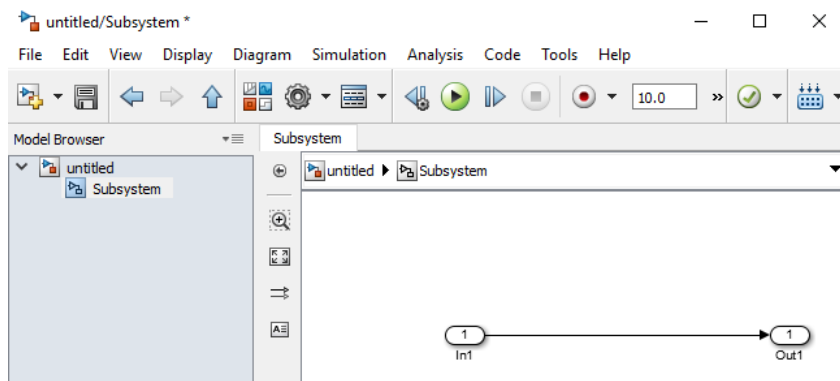 untitled/Subsystem *
File Edit View Display Diagram Simulation Analysis Code Tools Help
10.0 »
Model Browser
Subsystem
untitled
Subsystem
untitled Subsystem
A
1
In1
1
Out1